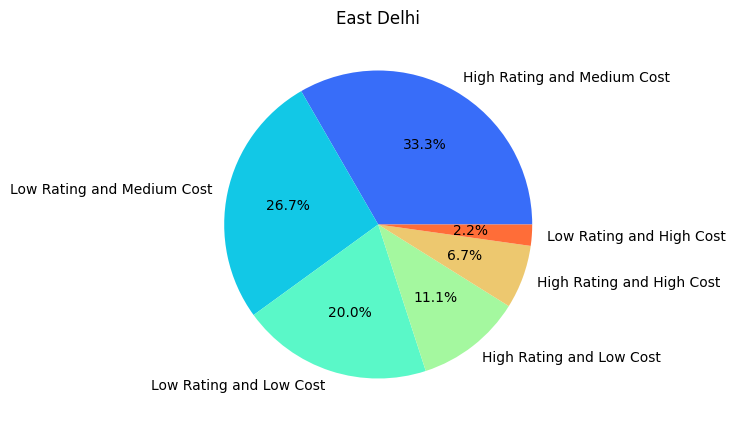 East Delhi
High Rating and Medium Cost
33.3%
Low Rating and Medium Cost
26.7%
2.2%
Low Rating and High Cost
6.7%
High Rating and High Cost
20.0%
11.1%
High Rating and Low Cost
Low Rating and Low Cost